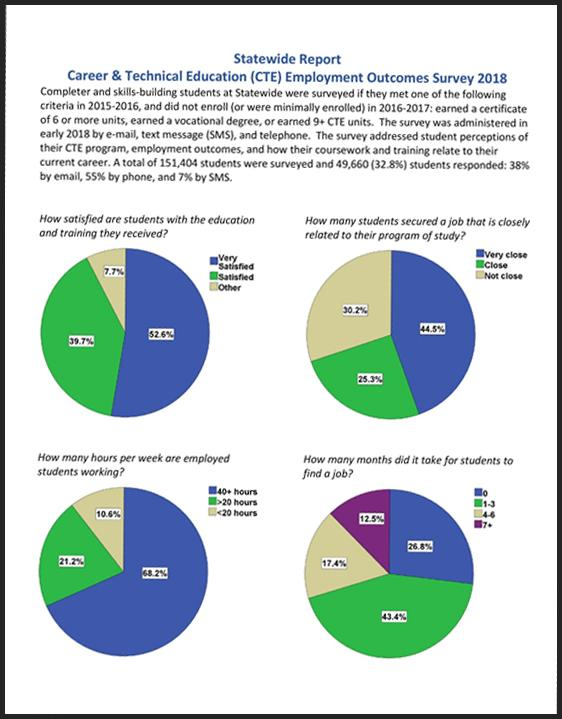 Statewide Report
Career & Technical Education (CTE) Employment Outcomes Survey 2018
Completer and skills-building students at Statewide were surveyed if they met one of the following
criteria in 2015-2016, and did not enroll (or were minimally enrolled) in 2016-2017: earned a certificate
of 6 or more units, earned a vocational degree, or earned 9+ CTE units. The survey was administered in
early 2018 by e-mail, text message (SMS), and telephone. The survey addressed student perceptions of
their CTE program, employment outcomes, and how their coursework and training relate to their
current career. A total of 151,404 students were surveyed and 49,660 (32.8%) students responded: 38%
by email, 55% by phone, and 7% by SMS.
How satisfied are students with the education
and training they received?
Very
Satisfied
Satisfied
Other
7.7%
39.7%
52.6%
How many students secured a job that is closely
related to their program of study?
Very close
Close
Not close
30.2%
44.5%
25.3%
How many hours per week are employed
students working?
40+ hours
>20 hours
<20 hours
10.6%
21.2%
68.2%
How many months did it take for students to
find a job?
0
1-3
4-6
7+
12.5%
26.8%
17.4%
43.4%